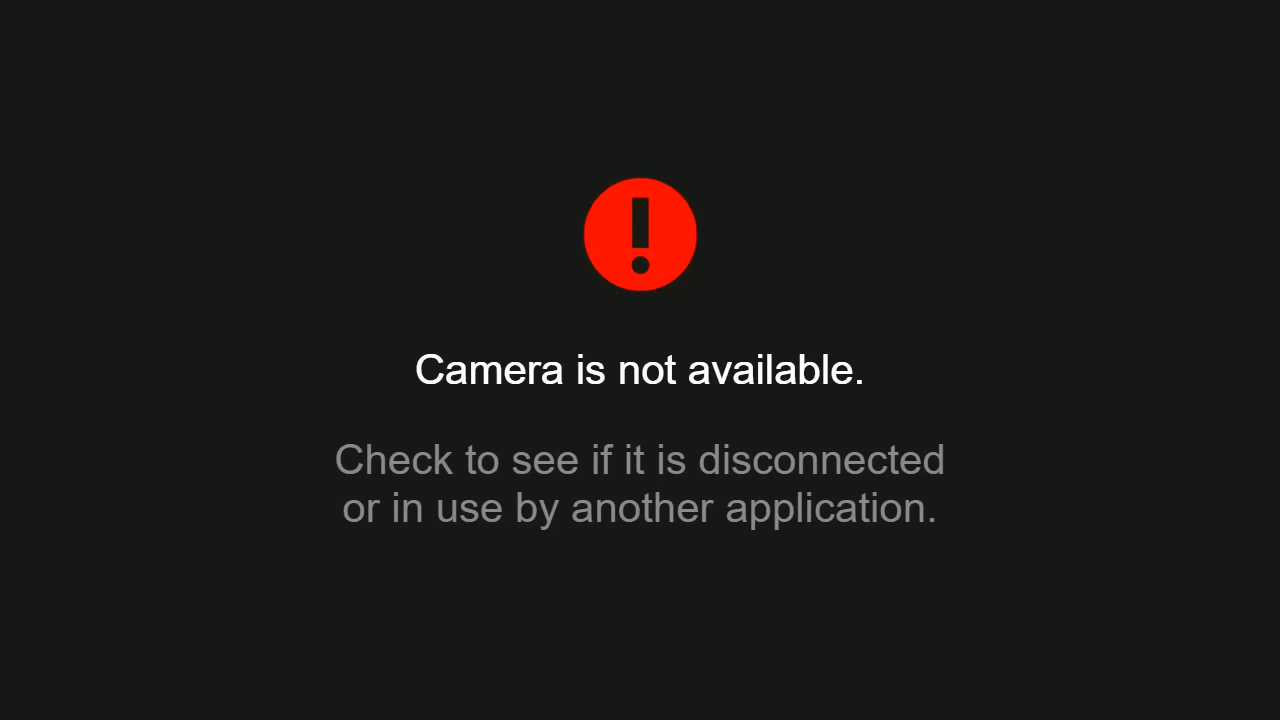 Camera is not available.
Check to see if it is disconnected
or in use by another application.